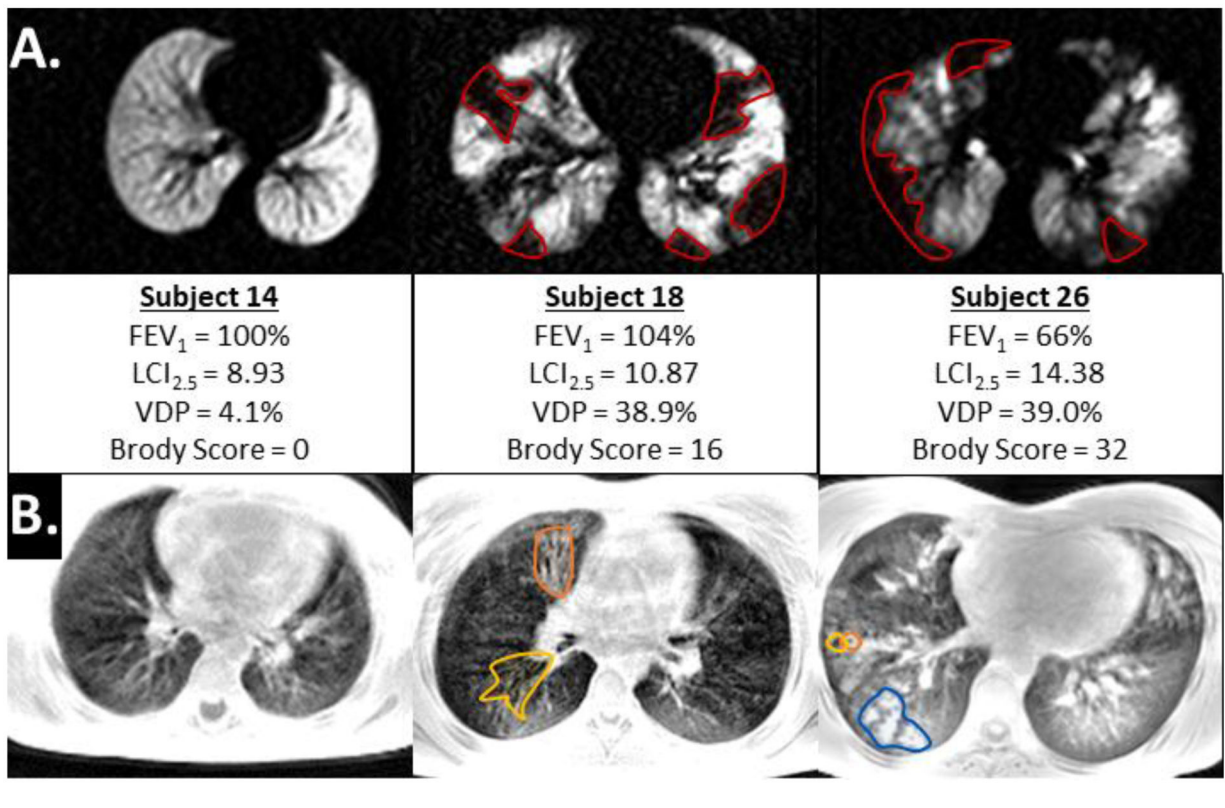 A.
Subject 14
FEV1 = 100%
LCI2.5 = 8.93
VDP = 4.1%
Brody Score = 0
Subject 18
FEV1 = 104%
LCI2.5 = 10.87
VDP = 38.9%
Brody Score = 16
Subject 26
FEV1 = 66%
LCI2.5 = 14.38
VDP = 39.0%
Brody Score = 32
B.